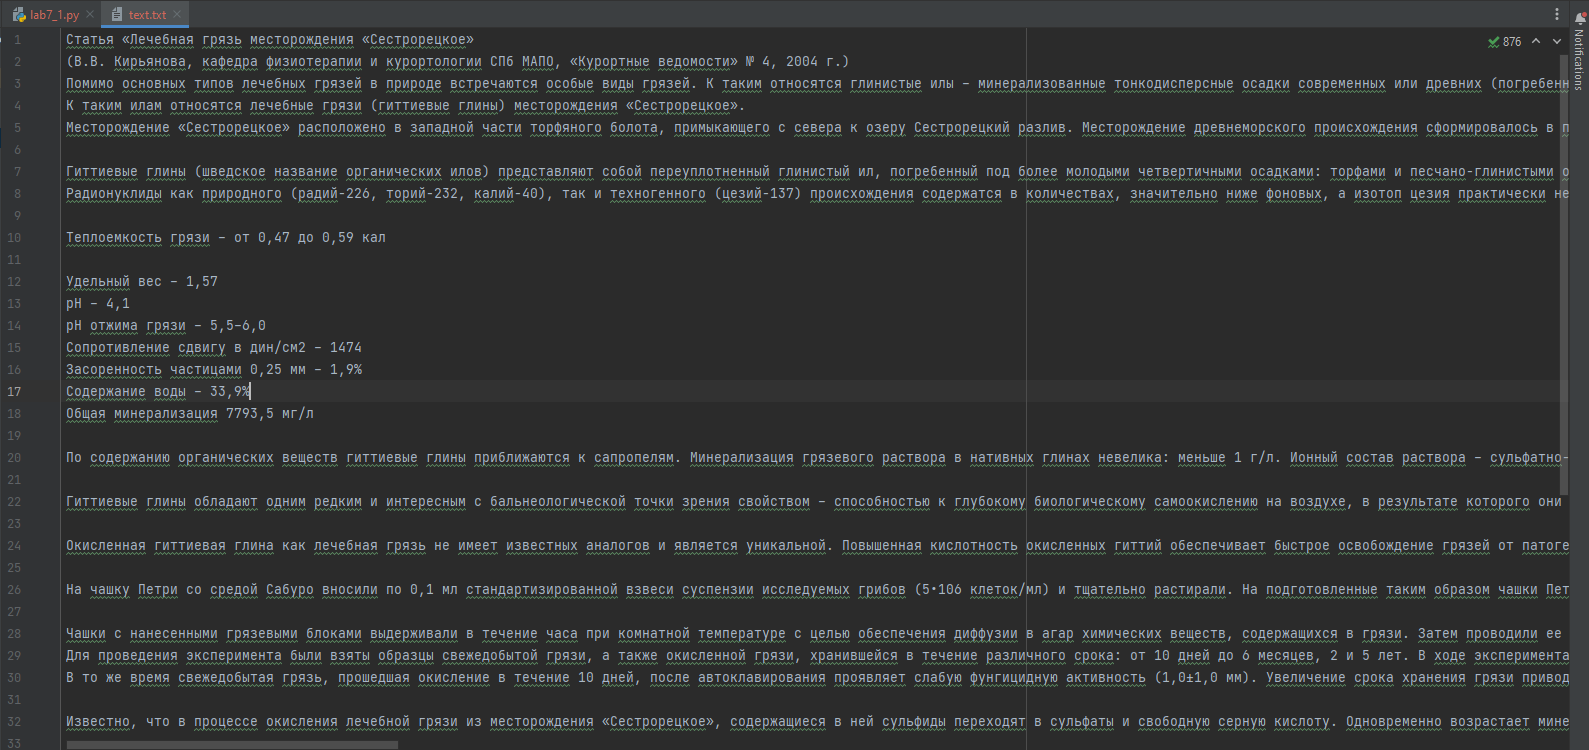 lab7_1.py text.txt
876
Notifications
1 Статья «Лечебная грязь месторождения «Сестрорецкое»
2 (В.В. Кирьянова, кафедра физиотерапии и курортологии СПб МАПО, «Курортные ведомости» № 4, 2004 г.)
3 Помимо основных типов лечебных грязей в природе встречаются особые виды грязей. К таким относятся глинистые илы – минерализованные тонкодисперсные осадки современных или древних (погребенн
4 К таким илам относятся лечебные грязи (гиттиевые глины) месторождения «Сестрорецкое».
5 Месторождение «Сестрорецкое» расположено в западной части торфяного болота, примыкающего с севера к озеру Сестрорецкий разлив. Месторождение древнеморского происхождения сформировалось в п
6
7 Гиттиевые глины (шведское название органических илов) представляют собой переуплотненный глинистый ил, погребенный под более молодыми четвертичными осадками: торфами и песчано-глинистыми о
8 Радионуклиды как природного (радий-226, торий-232, калий-40), так и техногенного (цезий-137) происхождения содержатся в количествах, значительно ниже фоновых, а изотоп цезия практически не
9
10 Теплоемкость грязи – от 0,47 до 0,59 кал
11
12 Удельный вес – 1,57
13 рН – 4,1
14 рН отжима грязи – 5,5–6,0
15 Сопротивление сдвигу в дин/см2 – 1474
16 Засоренность частицами 0,25 мм – 1,9%
17 Содержание воды – 33,9%
18 Общая минерализация 7793,5 мг/л
19
20 По содержанию органических веществ гиттиевые глины приближаются к сапропелям. Минерализация грязевого раствора в нативных глинах невелика: меньше 1 г/л. Ионный состав раствора – сульфатно-
21
22 Гиттиевые глины обладают одним редким и интересным с бальнеологической точки зрения свойством – способностью к глубокому биологическому самоокислению на воздухе, в результате которого они
23
24 Окисленная гиттиевая глина как лечебная грязь не имеет известных аналогов и является уникальной. Повышенная кислотность окисленных гиттий обеспечивает быстрое освобождение грязей от патоге
25
26 На чашку Петри со средой Сабуро вносили по 0,1 мл стандартизированной взвеси суспензии исследуемых грибов (5•106 клеток/мл) и тщательно растирали. На подготовленные таким образом чашки Пет
27
28 Чашки с нанесенными грязевыми блоками выдерживали в течение часа при комнатной температуре с целью обеспечения диффузии в агар химических веществ, содержащихся в грязи. Затем проводили ее
29 Для проведения эксперимента были взяты образцы свежедобытой грязи, а также окисленной грязи, хранившейся в течение различного срока: от 10 дней до 6 месяцев, 2 и 5 лет. В ходе эксперимента
30 В то же время свежедобытая грязь, прошедшая окисление в течение 10 дней, после автоклавирования проявляет слабую фунгицидную активность (1,0±1,0 мм). Увеличение срока хранения грязи привод
31
32 Известно, что в процессе окисления лечебной грязи из месторождения «Сестрорецкое», содержащиеся в ней сульфиды переходят в сульфаты и свободную серную кислоту. Одновременно возрастает мине
33